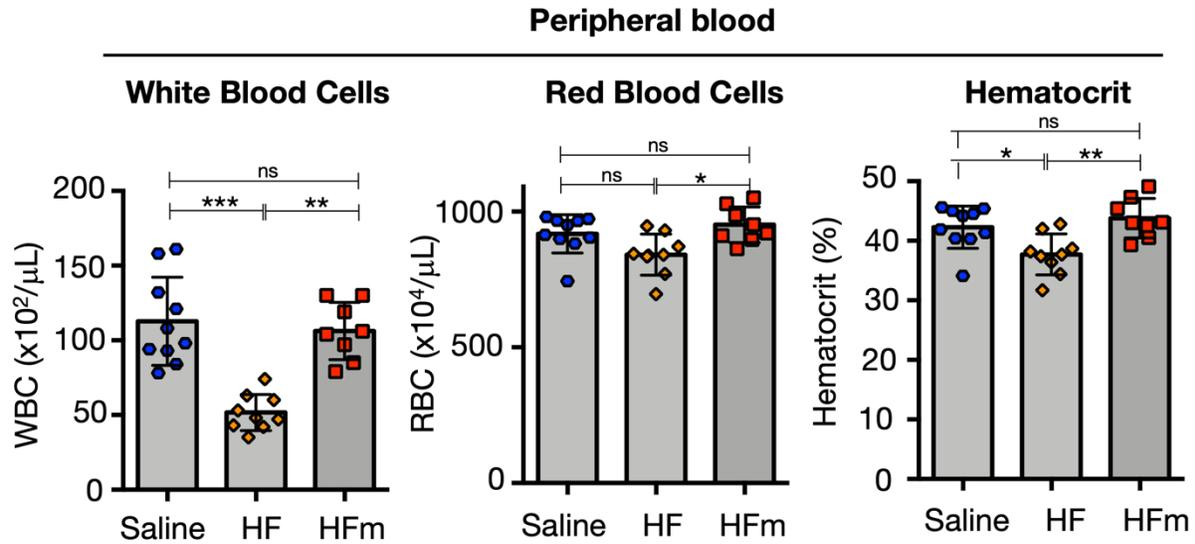 Peripheral blood
White Blood Cells
Red Blood Cells
Hematocrit
ns
*** **
ns
ns *
ns
* **
WBC (x10²/μL)
200
150
100
50
0
Saline HF HFm
RBC (x10⁴/μL)
1000
500
0
Saline HF HFm
Hematocrit (%)
50
40
30
20
10
0
Saline HF HFm